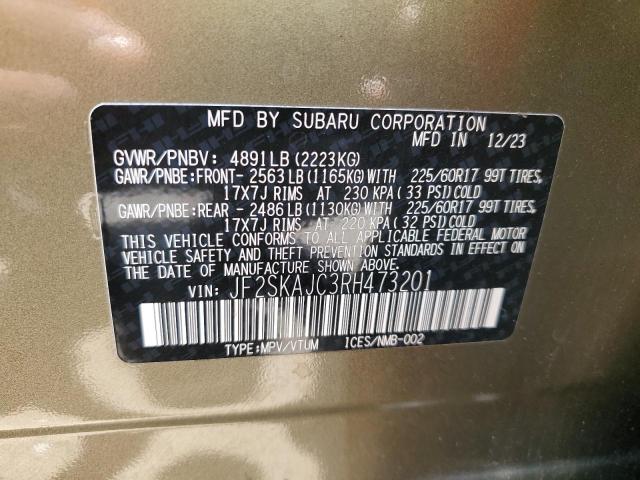 MFD BY SUBARU CORPORATION
MFD IN 12/23
GVWR/PNBV: 4891LB(2223KG)
GAWR/PNBE:FRONT-2563LB(1165KG)WITH 225/60R17 99T TIRES,
17X7J RIMS AT 230 KPA(33 PSI)COLD
GAWR/PNBE:REAR -2486LB(1130KG)WITH 225/60R17 99T TIRES,
17X7J RIMS AT 220 KPA(32 PSI)COLD
THIS VEHICLE CONFORMS TO ALL APPLICABLE FEDERAL MOTOR
VEHICLE SAFETY AND THEFT PREVENTION STANDARDS IN EFFECT
ON THE DATE OF MANUFACTURE SHOWN ABOVE.
VIN: JF2SKAJC3RH473201
TYPE:MPV/VTUM ICES/NMB-002